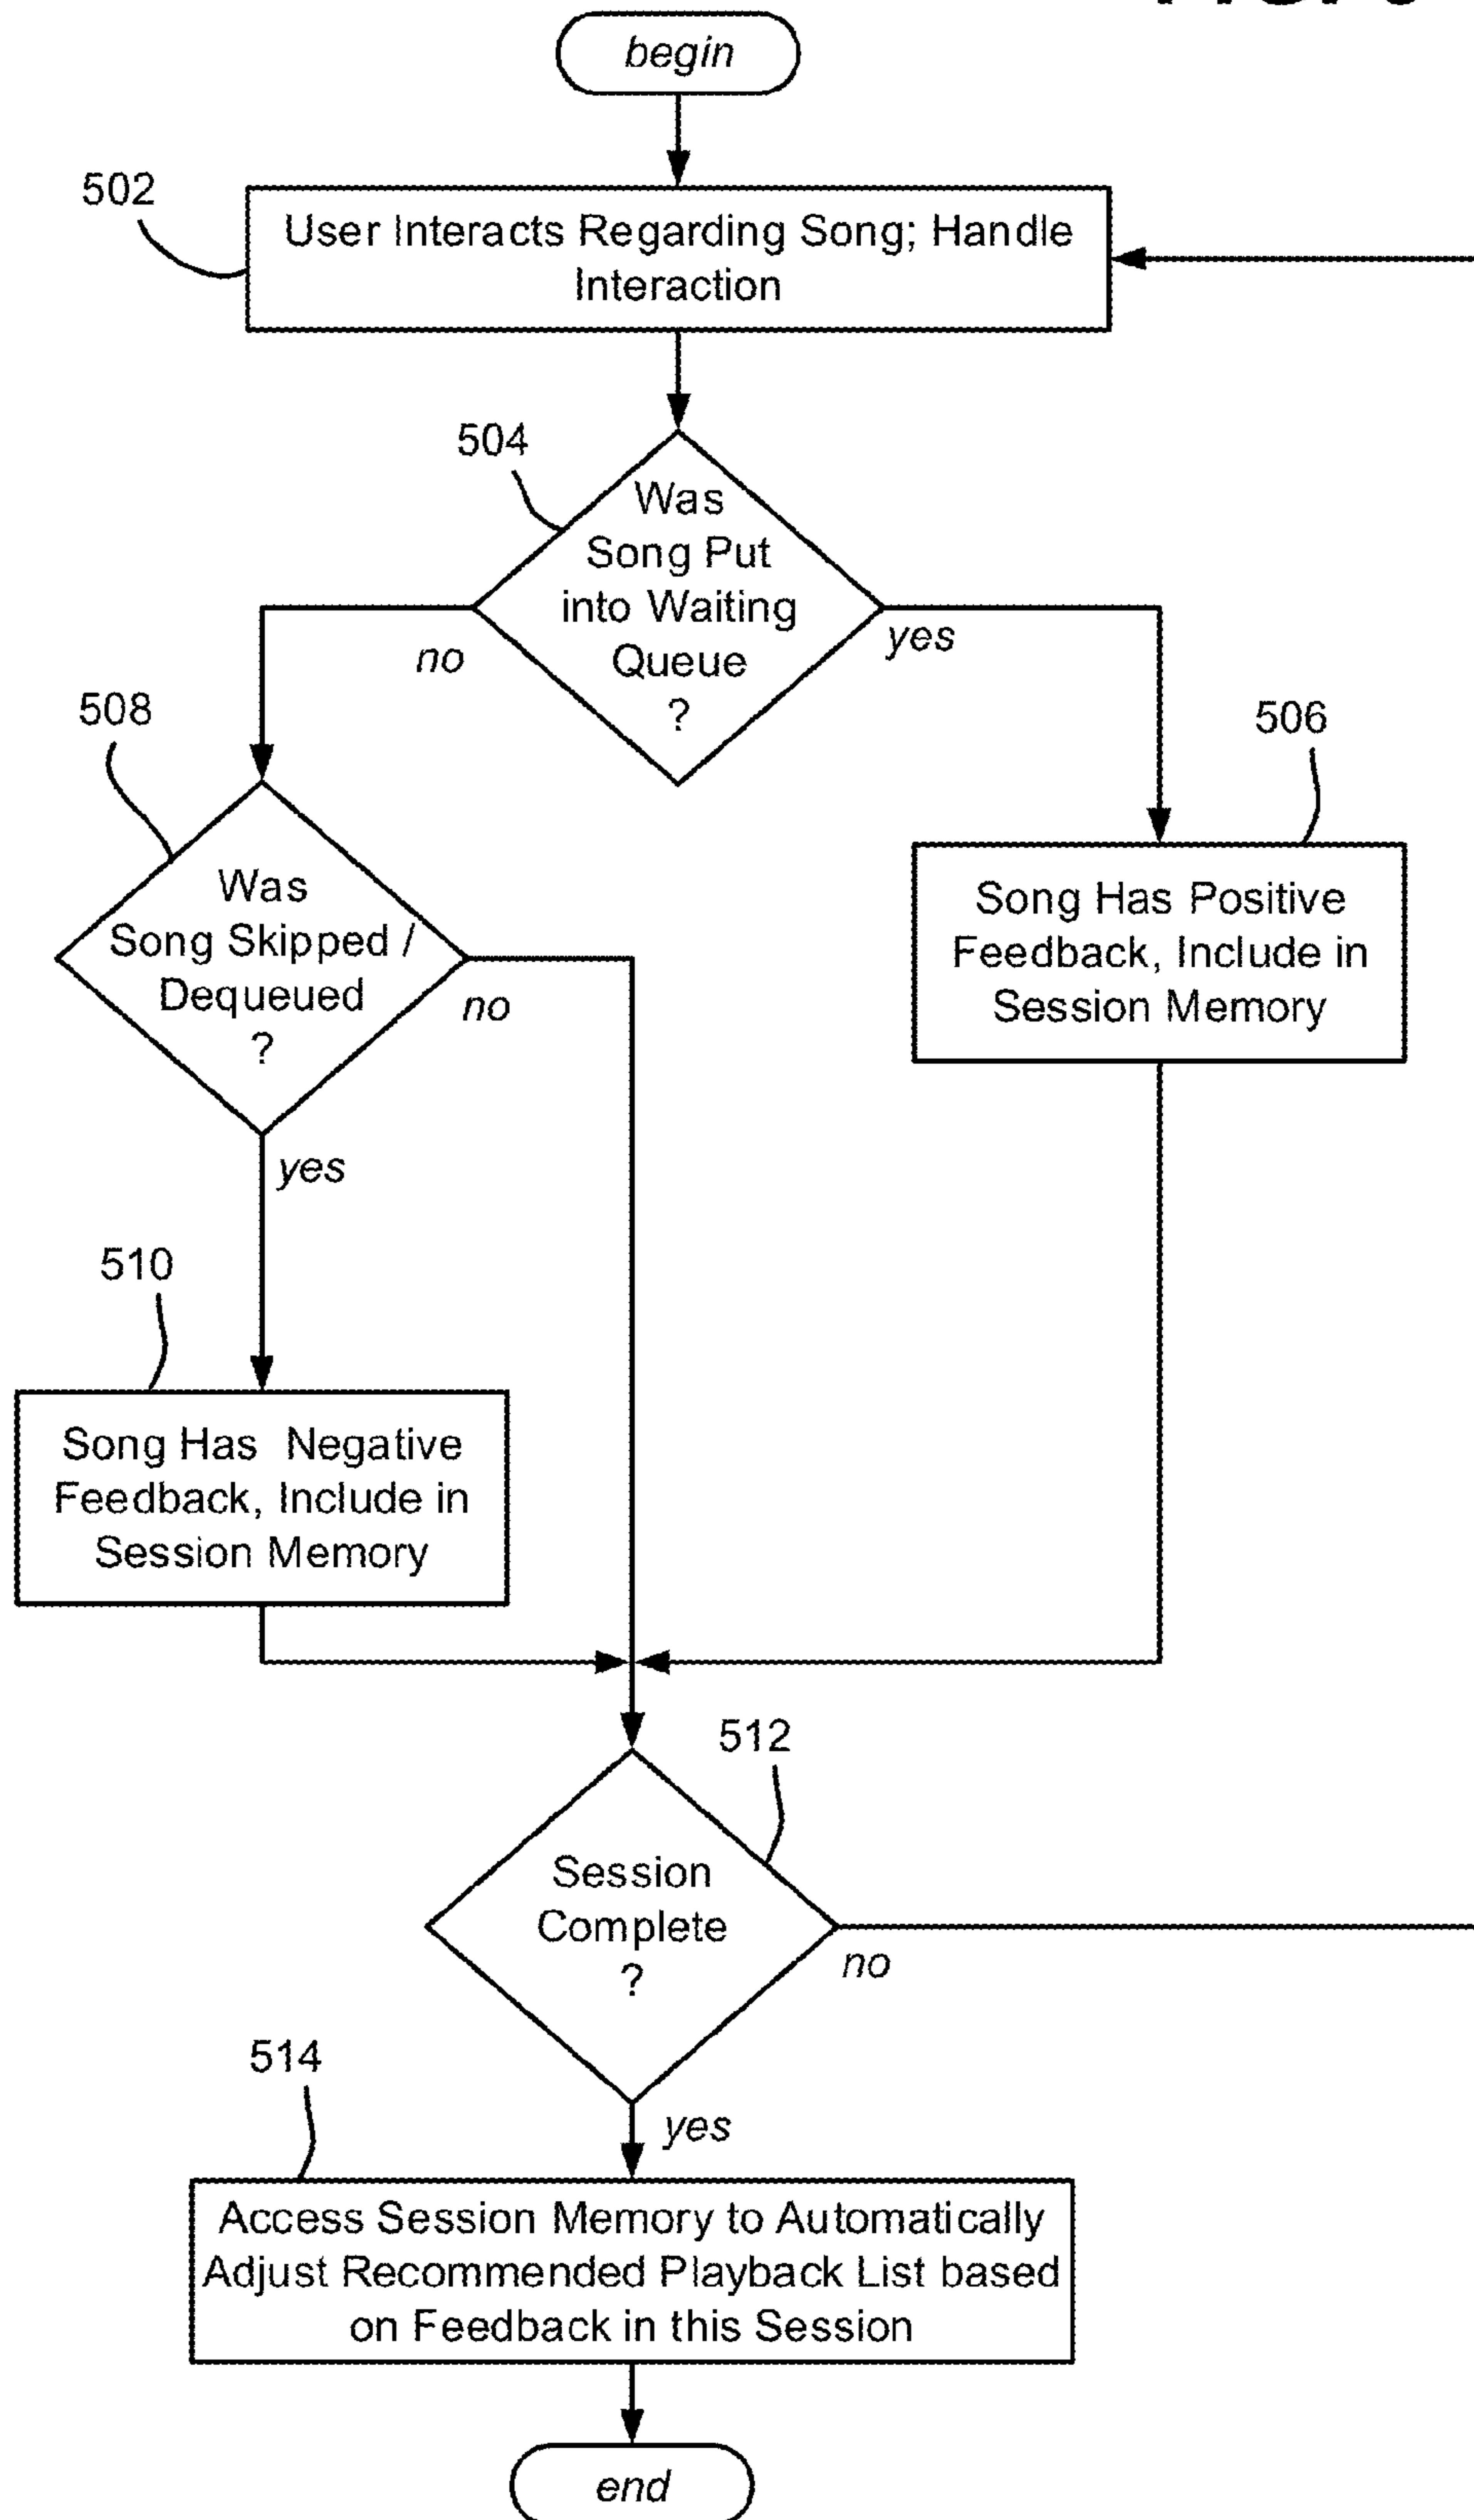 begin
502
User Interacts Regarding Song; Handle
Interaction
504
Was
Song Put
into Waiting
Queue
?
no
yes
508
506
Was
Song Skipped /
Dequeued
?
no
yes
Song Has Positive
Feedback, Include in
Session Memory
510
Song Has Negative
Feedback, Include in
Session Memory
512
Session
Complete
?
no
yes
514
Access Session Memory to Automatically
Adjust Recommended Playback List based
on Feedback in this Session
end